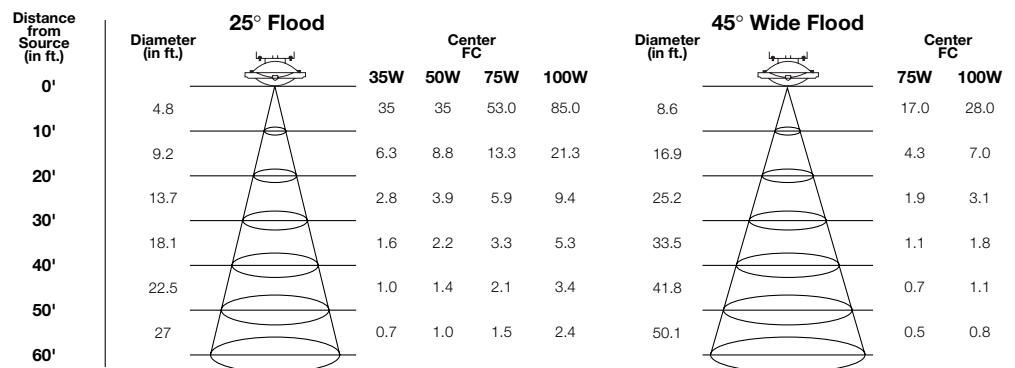 Distance
from
Source
(in ft.)
25° Flood
45° Wide Flood
Diameter
(in ft.)
Center
FC
Diameter
(in ft.)
Center
FC
35W 50W 75W 100W
75W 100W
0'
4.8 35 35 53.0 85.0 8.6 17.0 28.0
10'
9.2 6.3 8.8 13.3 21.3 16.9 4.3 7.0
20'
13.7 2.8 3.9 5.9 9.4 25.2 1.9 3.1
30'
18.1 1.6 2.2 3.3 5.3 33.5 1.1 1.8
40'
22.5 1.0 1.4 2.1 3.4 41.8 0.7 1.1
50'
27 0.7 1.0 1.5 2.4 50.1 0.5 0.8
60'